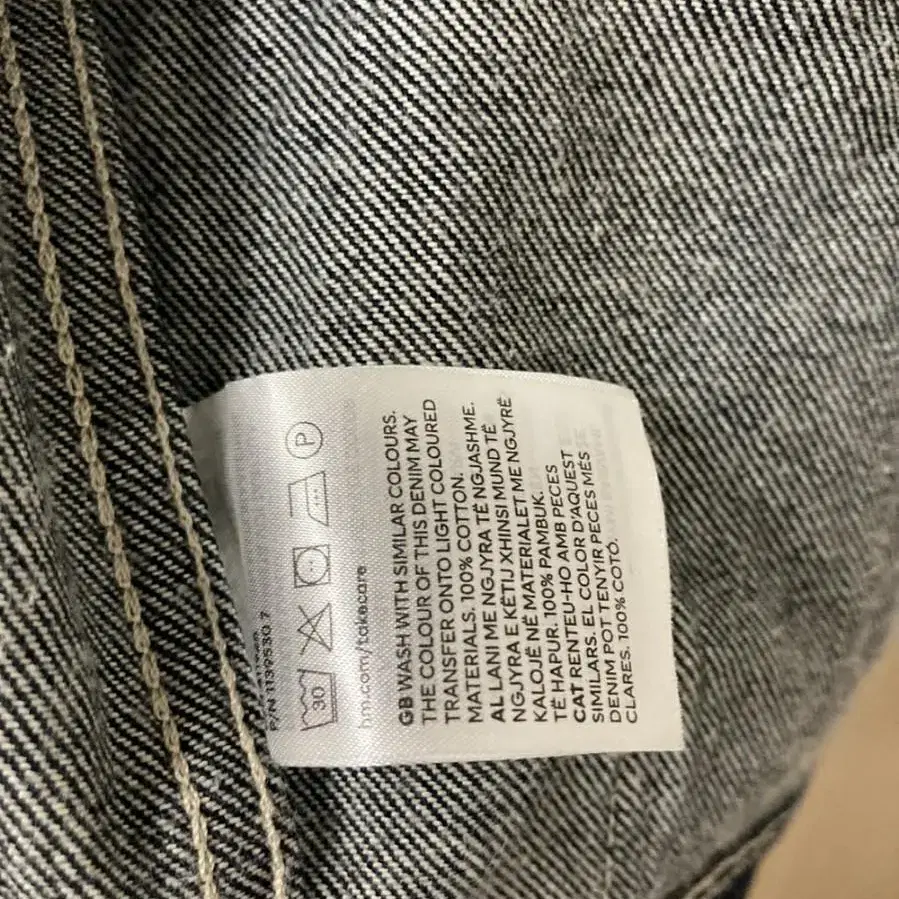 P/N 1139530 7
30
P
hm.com/takecare
GB WASH WITH SIMILAR COLOURS.
THE COLOUR OF THIS DENIM MAY
TRANSFER ONTO LIGHT COLOURED
MATERIALS. 100% COTTON.
AL LANI ME NGJYRA TË NGJASHME.
NGJYRA E KËTIJ XHINSI MUND TË
KALOJË NË MATERIALET ME NGJYRË
TË HAPUR. 100% PAMBUK.
CAT RENTEU-HO AMB PECES
SIMILARS. EL COLOR D'AQUEST
DENIM POT TENYIR PECES MÉS
CLARES. 100% COTÓ.